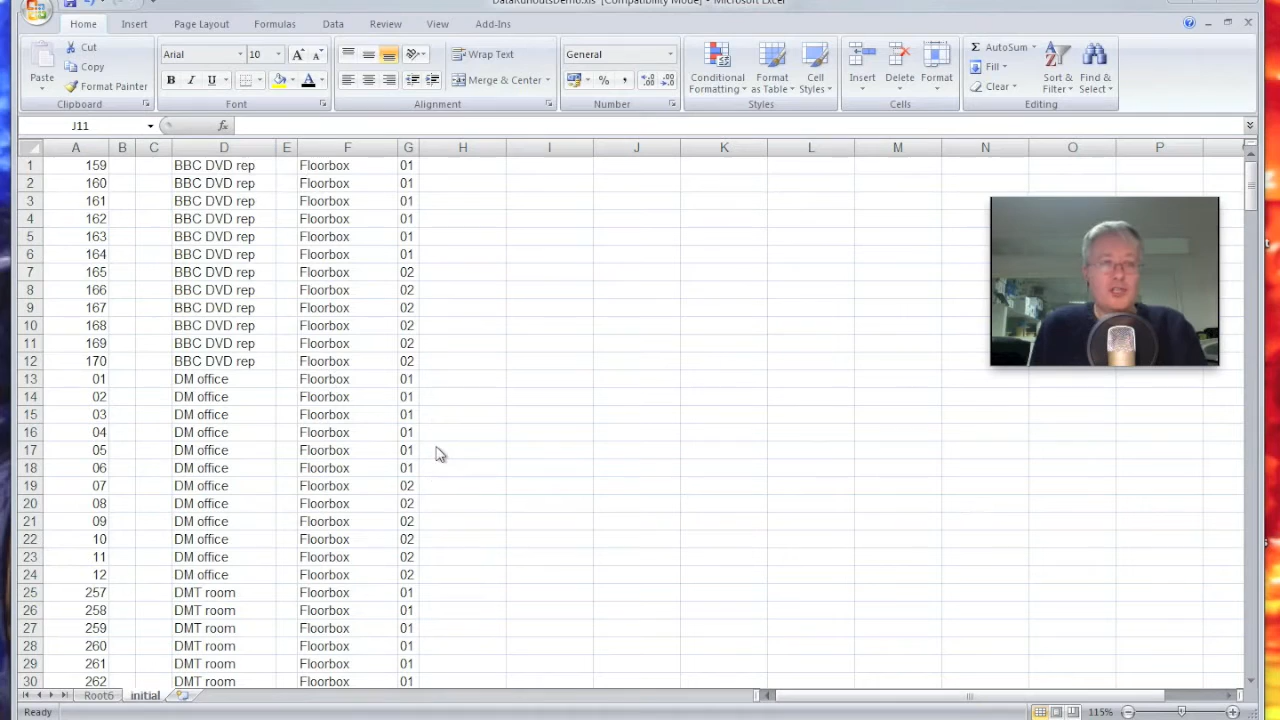 DataRunoutsDemo.xls [Compatibility Mode] - Microsoft Excel
Home Insert Page Layout Formulas Data Review View Add-Ins
Paste Cut Copy Format Painter
Arial 10 B I U
Wrap Text Merge & Center
General % ,
Conditional Formatting Format as Table Cell Styles
Insert Delete Format
Σ AutoSum Fill Clear Sort & Filter Find & Select
Clipboard Font Alignment Number Styles Cells Editing
J11 fx
A B C D E F G H I J K L M N O P
1 159 BBC DVD rep Floorbox 01
2 160 BBC DVD rep Floorbox 01
3 161 BBC DVD rep Floorbox 01
4 162 BBC DVD rep Floorbox 01
5 163 BBC DVD rep Floorbox 01
6 164 BBC DVD rep Floorbox 01
7 165 BBC DVD rep Floorbox 02
8 166 BBC DVD rep Floorbox 02
9 167 BBC DVD rep Floorbox 02
10 168 BBC DVD rep Floorbox 02
11 169 BBC DVD rep Floorbox 02
12 170 BBC DVD rep Floorbox 02
13 01 DM office Floorbox 01
14 02 DM office Floorbox 01
15 03 DM office Floorbox 01
16 04 DM office Floorbox 01
17 05 DM office Floorbox 01
18 06 DM office Floorbox 01
19 07 DM office Floorbox 02
20 08 DM office Floorbox 02
21 09 DM office Floorbox 02
22 10 DM office Floorbox 02
23 11 DM office Floorbox 02
24 12 DM office Floorbox 02
25 257 DMT room Floorbox 01
26 258 DMT room Floorbox 01
27 259 DMT room Floorbox 01
28 260 DMT room Floorbox 01
29 261 DMT room Floorbox 01
30 262 DMT room Floorbox 01
Root6 initial
Ready 115%